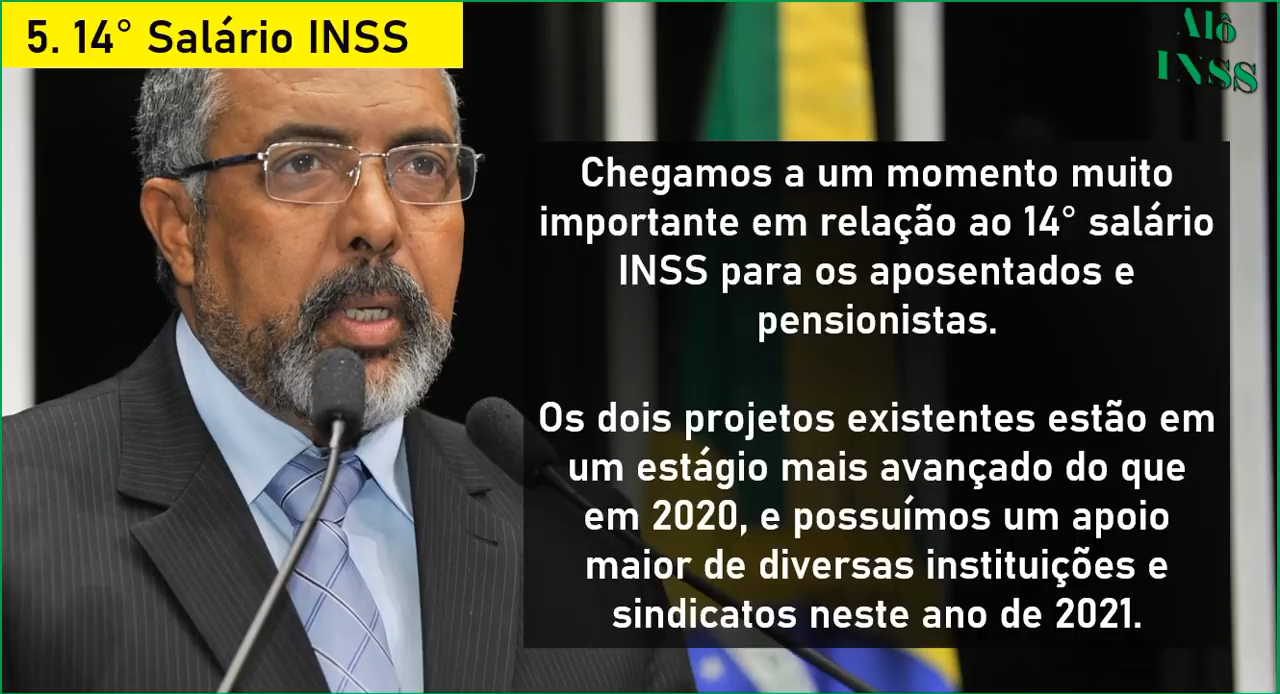 5. 14° Salário INSS
Alô
INSS
Chegamos a um momento muito
importante em relação ao 14° salário
INSS para os aposentados e
pensionistas.
Os dois projetos existentes estão em
um estágio mais avançado do que
em 2020, e possuímos um apoio
maior de diversas instituições e
sindicatos neste ano de 2021.